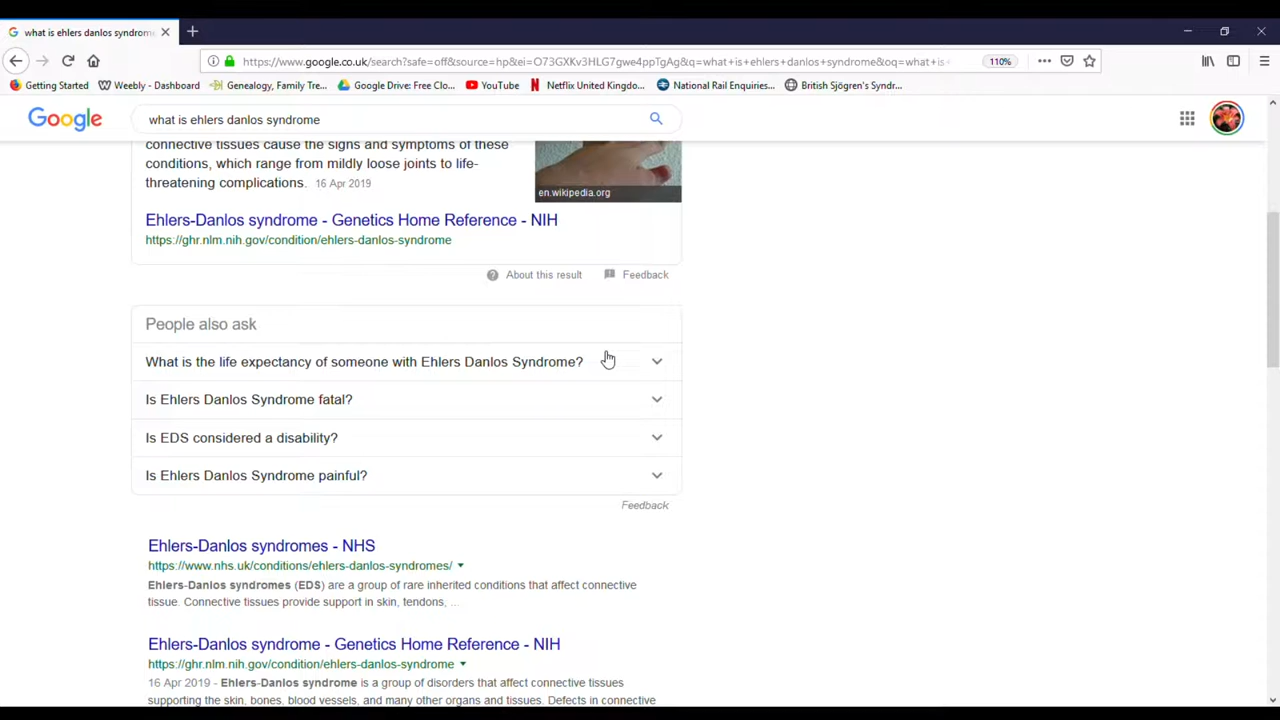 what is ehlers danlos syndrome
https://www.google.co.uk/search?safe=off&source=hp&ei=O73GXKv3HLG7gwe4ppTgAg&q=what+is+ehlers+danlos+syndrome&oq=what+is
110%
Getting Started Weebly - Dashboard Genealogy, Family Tre... Google Drive: Free Clo... YouTube Netflix United Kingdo... National Rail Enquiries... British Sjögren's Syndr...
Google what is ehlers danlos syndrome
connective tissues cause the signs and symptoms of these
conditions, which range from mildly loose joints to life-
threatening complications. 16 Apr 2019
en.wikipedia.org
Ehlers-Danlos syndrome - Genetics Home Reference - NIH
https://ghr.nlm.nih.gov/condition/ehlers-danlos-syndrome
About this result Feedback
People also ask
What is the life expectancy of someone with Ehlers Danlos Syndrome?
Is Ehlers Danlos Syndrome fatal?
Is EDS considered a disability?
Is Ehlers Danlos Syndrome painful?
Feedback
Ehlers-Danlos syndromes - NHS
https://www.nhs.uk/conditions/ehlers-danlos-syndromes/
Ehlers-Danlos syndromes (EDS) are a group of rare inherited conditions that affect connective
tissue. Connective tissues provide support in skin, tendons, ...
Ehlers-Danlos syndrome - Genetics Home Reference - NIH
https://ghr.nlm.nih.gov/condition/ehlers-danlos-syndrome
16 Apr 2019 - Ehlers-Danlos syndrome is a group of disorders that affect connective tissues
supporting the skin, bones, blood vessels, and many other organs and tissues. Defects in connective